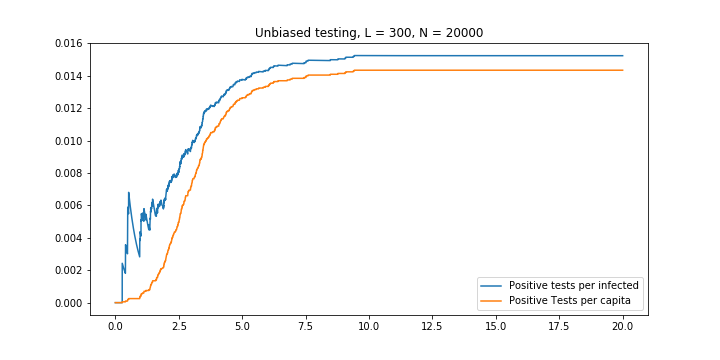 Unbiased testing, L = 300, N = 20000
0.016
0.014
0.012
0.010
0.008
0.006
0.004
0.002
0.000
Positive tests per infected
Positive Tests per capita
0.0 2.5 5.0 7.5 10.0 12.5 15.0 17.5 20.0